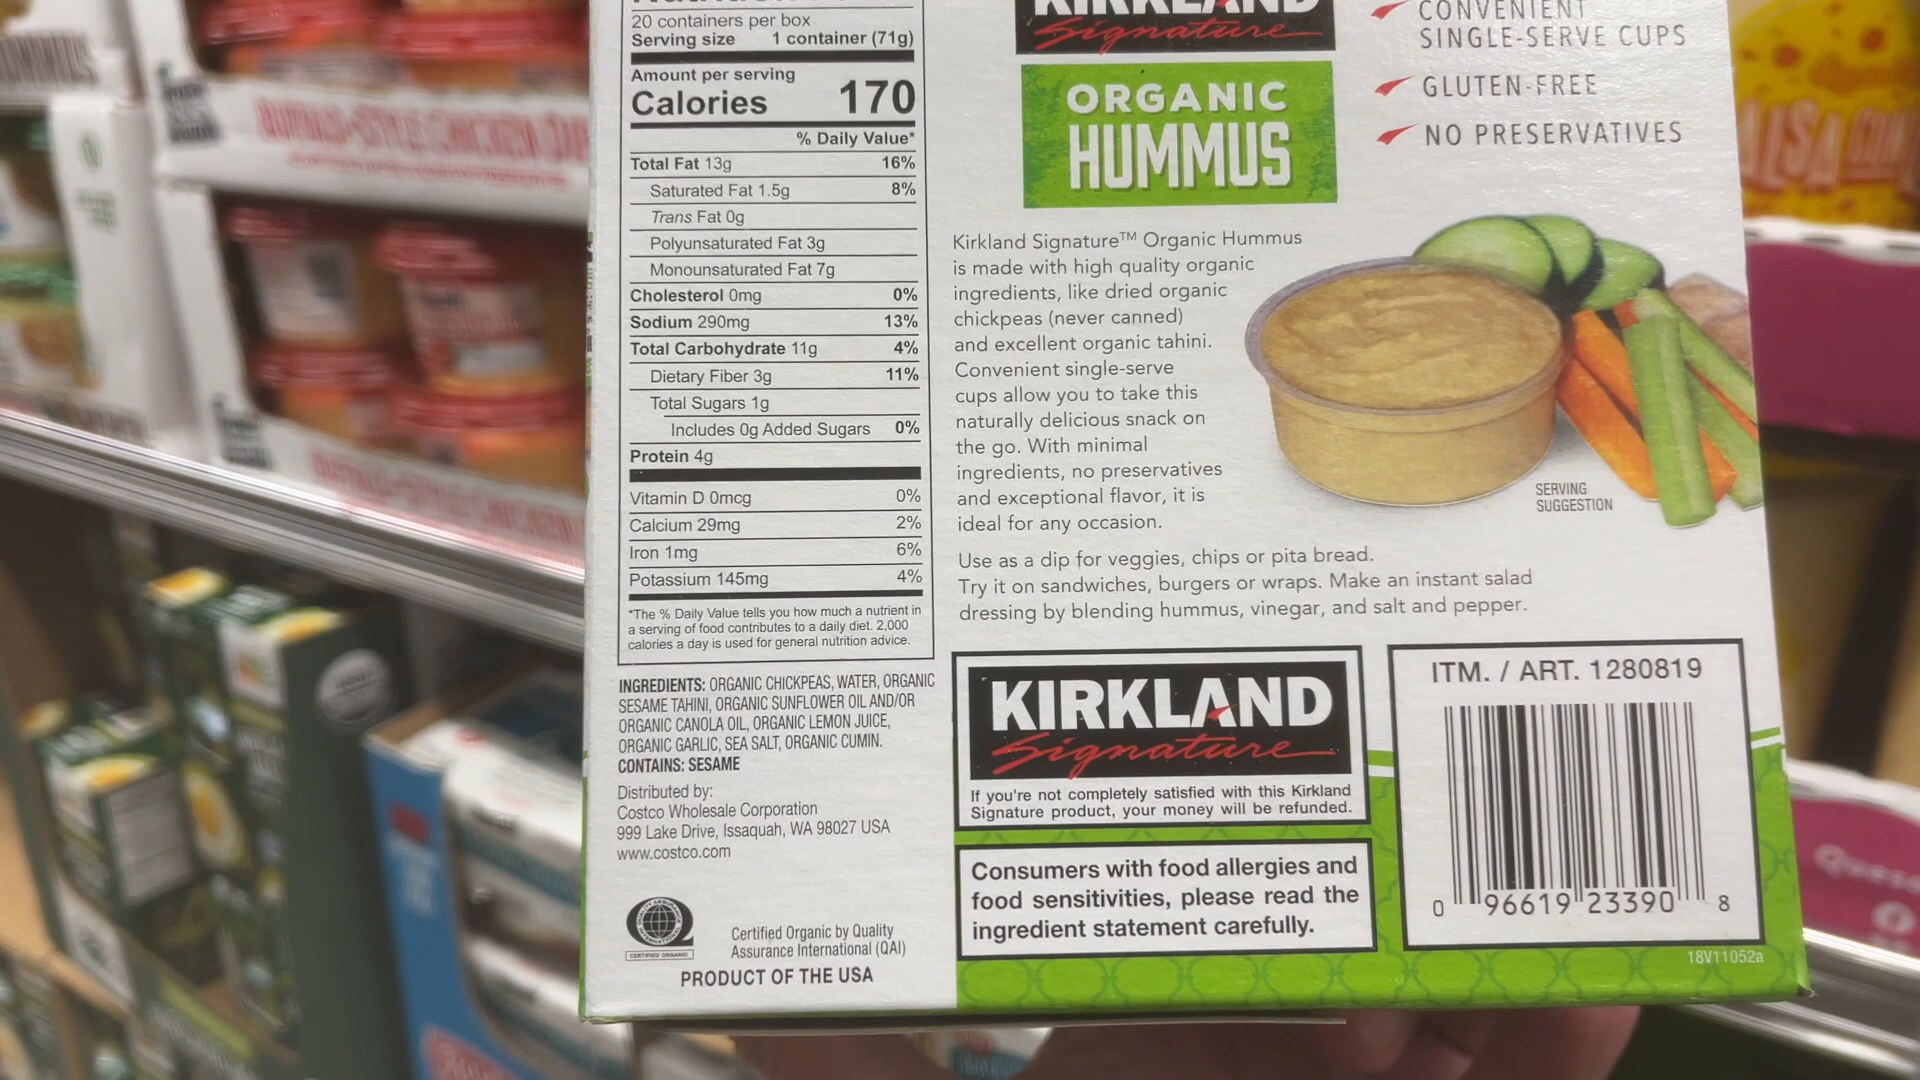 20 containers per box
Serving size 1 container (71g)
Amount per serving
Calories 170
% Daily Value*
Total Fat 13g 16%
Saturated Fat 1.5g 8%
Trans Fat 0g
Polyunsaturated Fat 3g
Monounsaturated Fat 7g
Cholesterol 0mg 0%
Sodium 290mg 13%
Total Carbohydrate 11g 4%
Dietary Fiber 3g 11%
Total Sugars 1g
Includes 0g Added Sugars 0%
Protein 4g
Vitamin D 0mcg 0%
Calcium 29mg 2%
Iron 1mg 6%
Potassium 145mg 4%
*The % Daily Value tells you how much a nutrient in
a serving of food contributes to a daily diet. 2,000
calories a day is used for general nutrition advice.
INGREDIENTS: ORGANIC CHICKPEAS, WATER, ORGANIC
SESAME TAHINI, ORGANIC SUNFLOWER OIL AND/OR
ORGANIC CANOLA OIL, ORGANIC LEMON JUICE,
ORGANIC GARLIC, SEA SALT, ORGANIC CUMIN.
CONTAINS: SESAME
Distributed by:
Costco Wholesale Corporation
999 Lake Drive, Issaquah, WA 98027 USA
www.costco.com
CERTIFIED ORGANIC
Certified Organic by Quality
Assurance International (QAI)
PRODUCT OF THE USA
KIRKLAND
Signature
ORGANIC
HUMMUS
CONVENIENT
SINGLE-SERVE CUPS
GLUTEN-FREE
NO PRESERVATIVES
Kirkland Signature™ Organic Hummus
is made with high quality organic
ingredients, like dried organic
chickpeas (never canned)
and excellent organic tahini.
Convenient single-serve
cups allow you to take this
naturally delicious snack on
the go. With minimal
ingredients, no preservatives
and exceptional flavor, it is
ideal for any occasion.
SERVING
SUGGESTION
Use as a dip for veggies, chips or pita bread.
Try it on sandwiches, burgers or wraps. Make an instant salad
dressing by blending hummus, vinegar, and salt and pepper.
KIRKLAND
Signature
If you're not completely satisfied with this Kirkland
Signature product, your money will be refunded.
Consumers with food allergies and
food sensitivities, please read the
ingredient statement carefully.
ITM. / ART. 1280819
0 96619 23390 8
18V11052a
BUFFALO-STYLE CHICKEN DIP